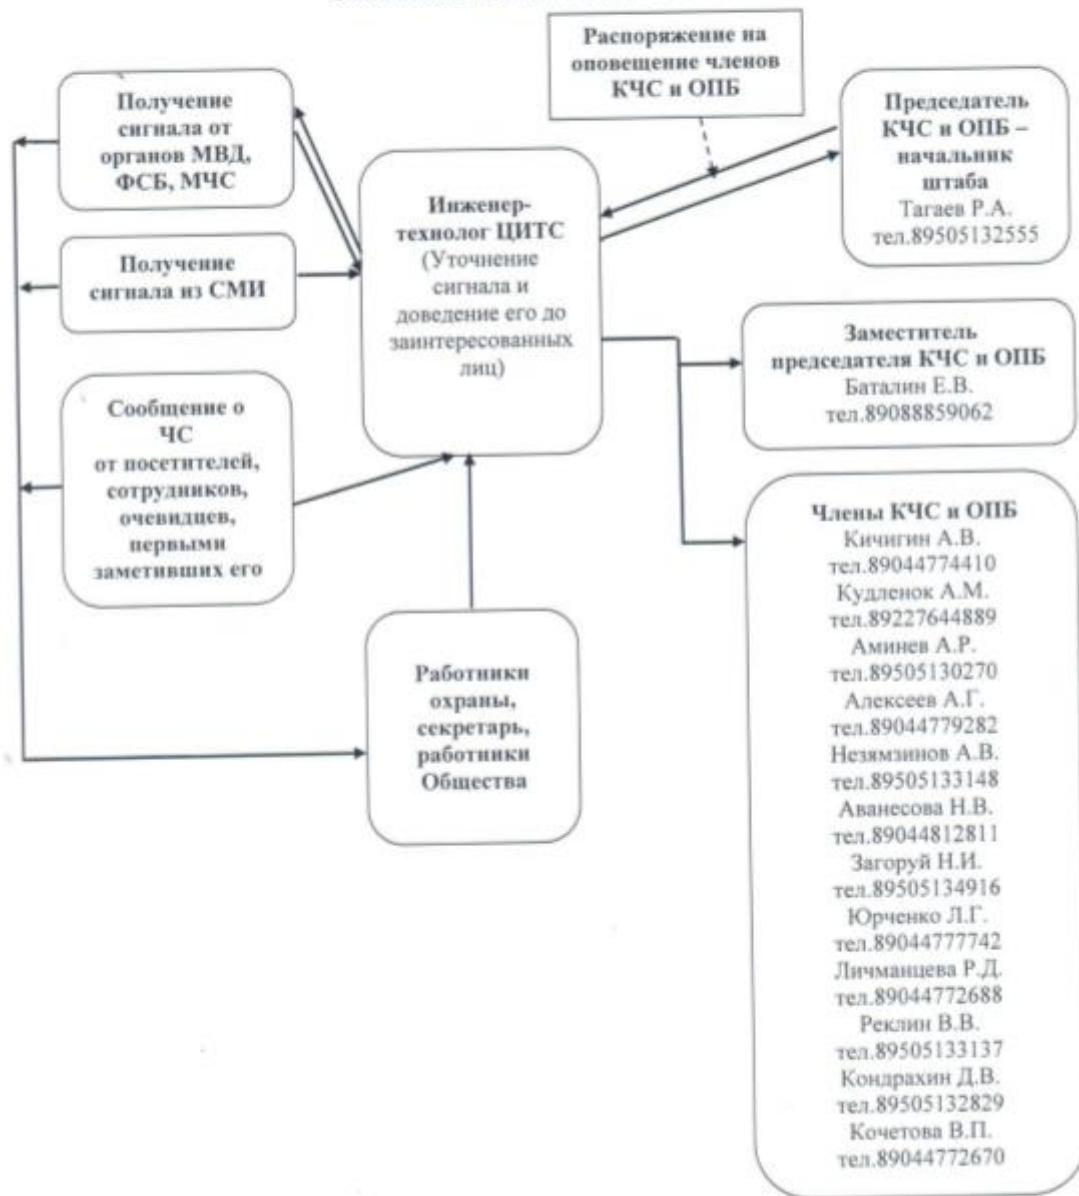 Распоряжение на
оповещение членов
КЧС и ОПБ
Получение
сигнала от
органов МВД,
ФСБ, МЧС
Председатель
КЧС и ОПБ –
начальник
штаба
Тагаев Р.А.
тел.89505132555
Инженер-
технолог ЦИТС
(Уточнение
сигнала и
доведение его до
заинтересованных
лиц)
Получение
сигнала из СМИ
Заместитель
председателя КЧС и ОПБ
Баталин Е.В.
тел.89088859062
Сообщение о
ЧС
от посетителей,
сотрудников,
очевидцев,
первыми
заметивших его
Работники
охраны,
секретарь,
работники
Общества
Члены КЧС и ОПБ
Кичигин А.В.
тел.89044774410
Кудленок А.М.
тел.89227644889
Аминев А.Р.
тел.89505130270
Алексеев А.Г.
тел.89044779282
Незямзинов А.В.
тел.89505133148
Аванесова Н.В.
тел.89044812811
Загоруй Н.И.
тел.89505134916
Юрченко Л.Г.
тел.89044777742
Личманцева Р.Д.
тел.89044772688
Реклин В.В.
тел.89505133137
Кондрахин Д.В.
тел.89505132829
Кочетова В.П.
тел.89044772670